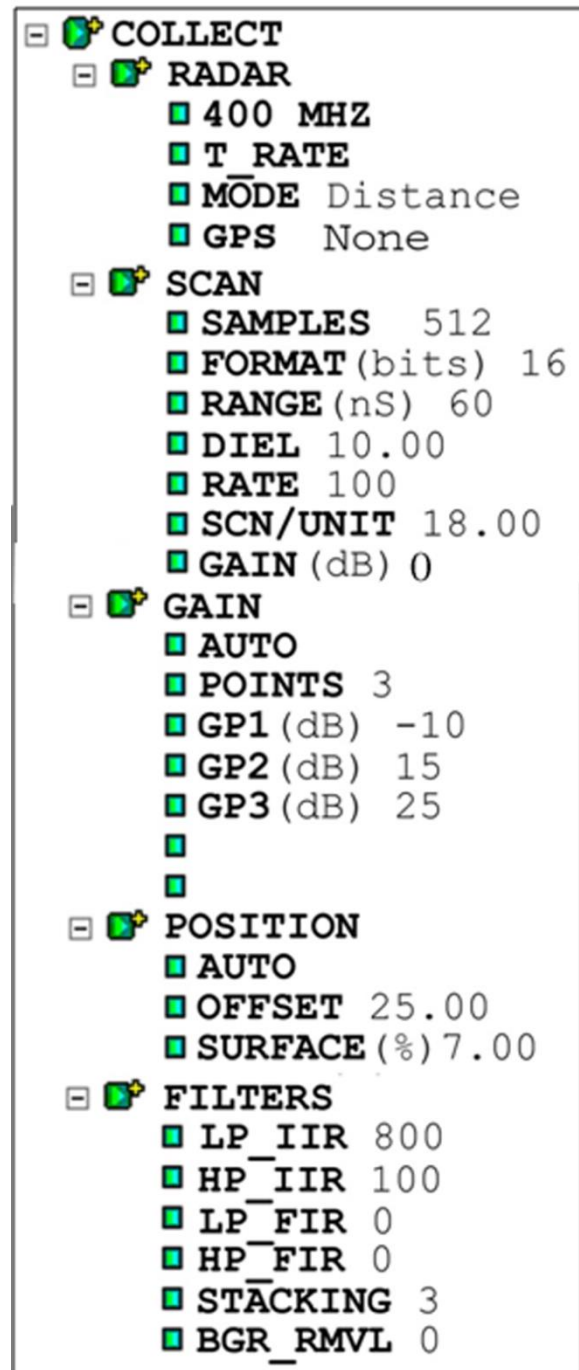 COLLECT
RADAR
400 MHZ
T_RATE
MODE Distance
GPS None
SCAN
SAMPLES 512
FORMAT(bits) 16
RANGE(nS) 60
DIEL 10.00
RATE 100
SCN/UNIT 18.00
GAIN(dB) 0
GAIN
AUTO
POINTS 3
GP1(dB) -10
GP2(dB) 15
GP3(dB) 25
POSITION
AUTO
OFFSET 25.00
SURFACE(%)7.00
FILTERS
LP_IIR 800
HP_IIR 100
LP_FIR 0
HP_FIR 0
STACKING 3
BGR_RMVL 0